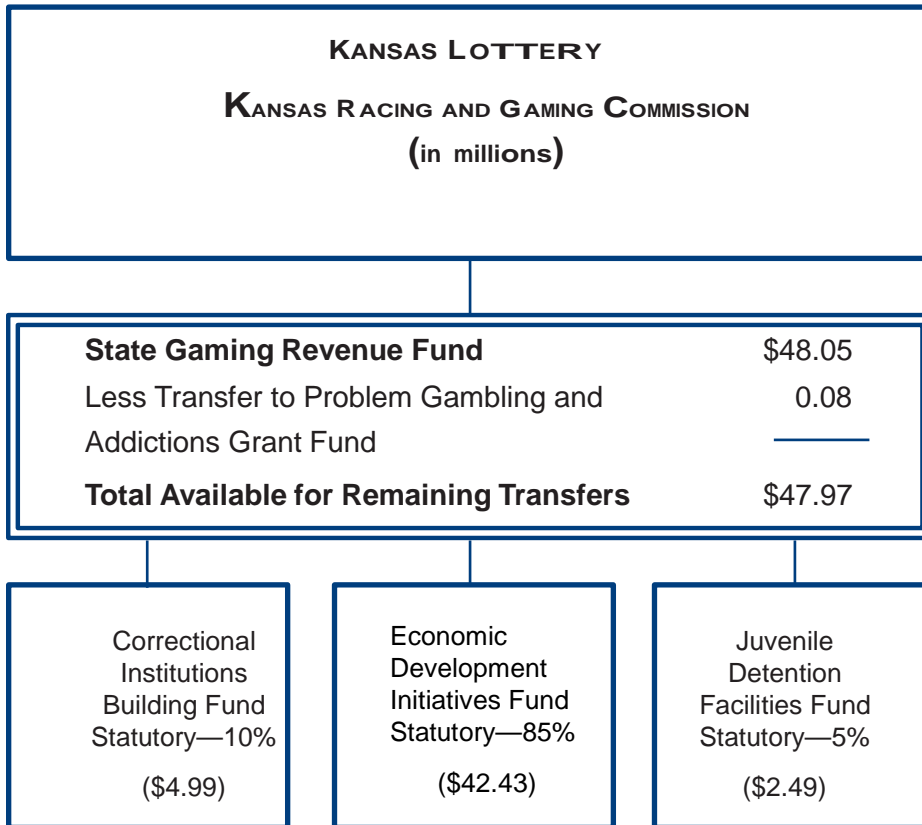 KANSAS LOTTERY
KANSAS RACING AND GAMING COMMISSION
(in millions)
State Gaming Revenue Fund $48.05
Less Transfer to Problem Gambling and 0.08
Addictions Grant Fund
Total Available for Remaining Transfers $47.97
Correctional
Institutions
Building Fund
Statutory—10%
($4.99)
Economic
Development
Initiatives Fund
Statutory—85%
($42.43)
Juvenile
Detention
Facilities Fund
Statutory—5%
($2.49)